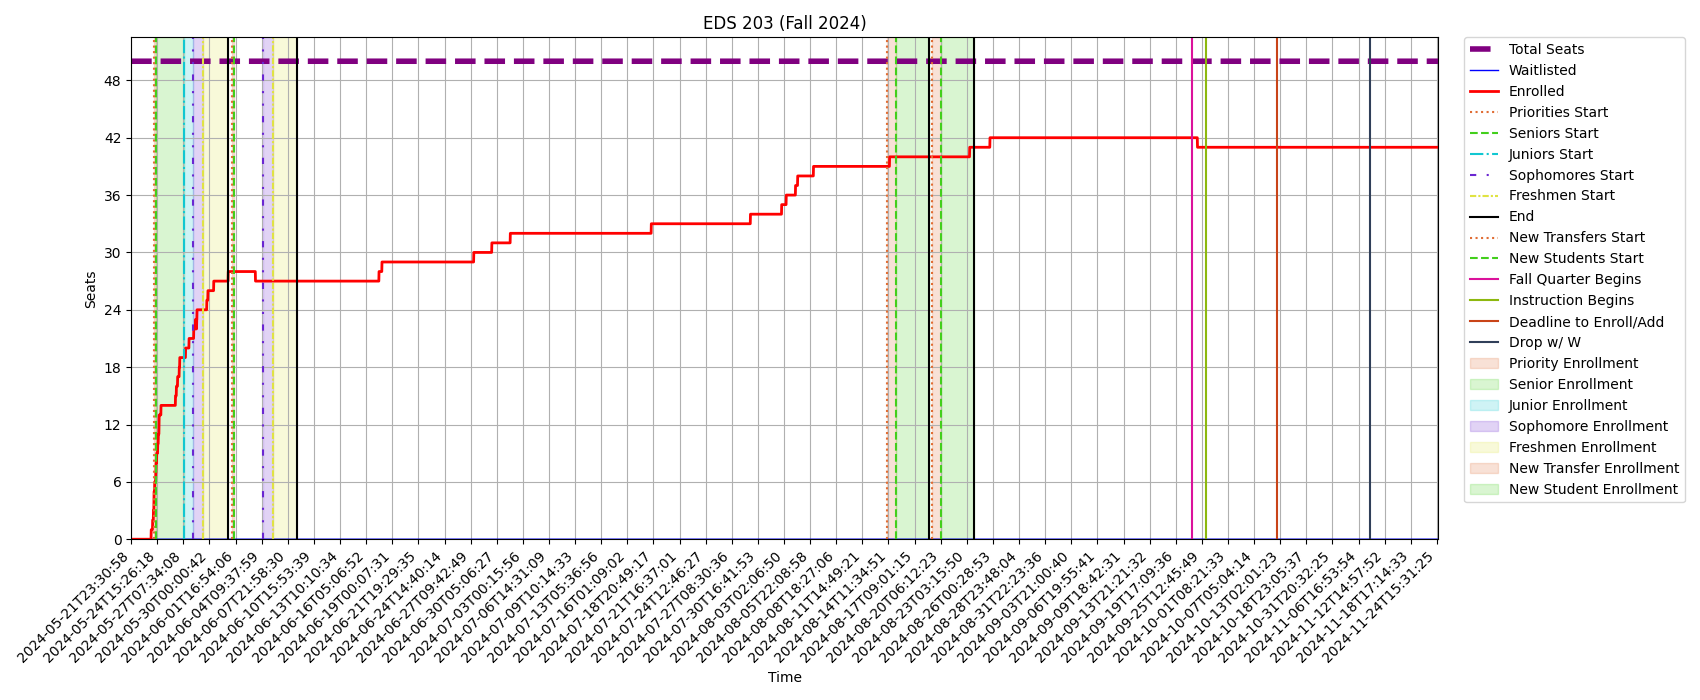 EDS 203 (Fall 2024)
48
42
36
30
24
18
12
6
0
Seats
2024-05-21T23:30:58
2024-05-24T15:26:18
2024-05-27T07:34:08
2024-05-30T00:00:42
2024-06-01T16:54:06
2024-06-04T09:37:59
2024-06-07T21:58:30
2024-06-10T15:53:39
2024-06-13T10:10:34
2024-06-16T05:06:52
2024-06-19T00:07:31
2024-06-21T19:29:35
2024-06-24T14:40:14
2024-06-27T09:42:49
2024-06-30T05:06:27
2024-07-03T00:15:56
2024-07-06T14:31:09
2024-07-09T10:14:33
2024-07-13T05:36:56
2024-07-16T01:09:02
2024-07-18T20:49:17
2024-07-21T16:37:01
2024-07-24T12:46:27
2024-07-27T08:30:36
2024-07-30T16:41:53
2024-08-03T02:06:50
2024-08-05T22:08:58
2024-08-08T18:27:06
2024-08-11T14:49:21
2024-08-14T11:34:51
2024-08-17T09:01:15
2024-08-20T06:12:23
2024-08-23T03:15:50
2024-08-26T00:28:53
2024-08-28T23:48:04
2024-08-31T22:23:36
2024-09-03T21:00:40
2024-09-06T19:55:41
2024-09-09T18:42:31
2024-09-13T21:21:32
2024-09-19T17:09:36
2024-09-25T12:45:49
2024-10-01T08:21:33
2024-10-07T05:04:14
2024-10-13T02:01:23
2024-10-18T23:05:37
2024-10-31T20:32:25
2024-11-06T16:53:54
2024-11-12T14:57:52
2024-11-18T17:14:33
2024-11-24T15:31:25
Time
Total Seats
Waitlisted
Enrolled
Priorities Start
Seniors Start
Juniors Start
Sophomores Start
Freshmen Start
End
New Transfers Start
New Students Start
Fall Quarter Begins
Instruction Begins
Deadline to Enroll/Add
Drop w/ W
Priority Enrollment
Senior Enrollment
Junior Enrollment
Sophomore Enrollment
Freshmen Enrollment
New Transfer Enrollment
New Student Enrollment